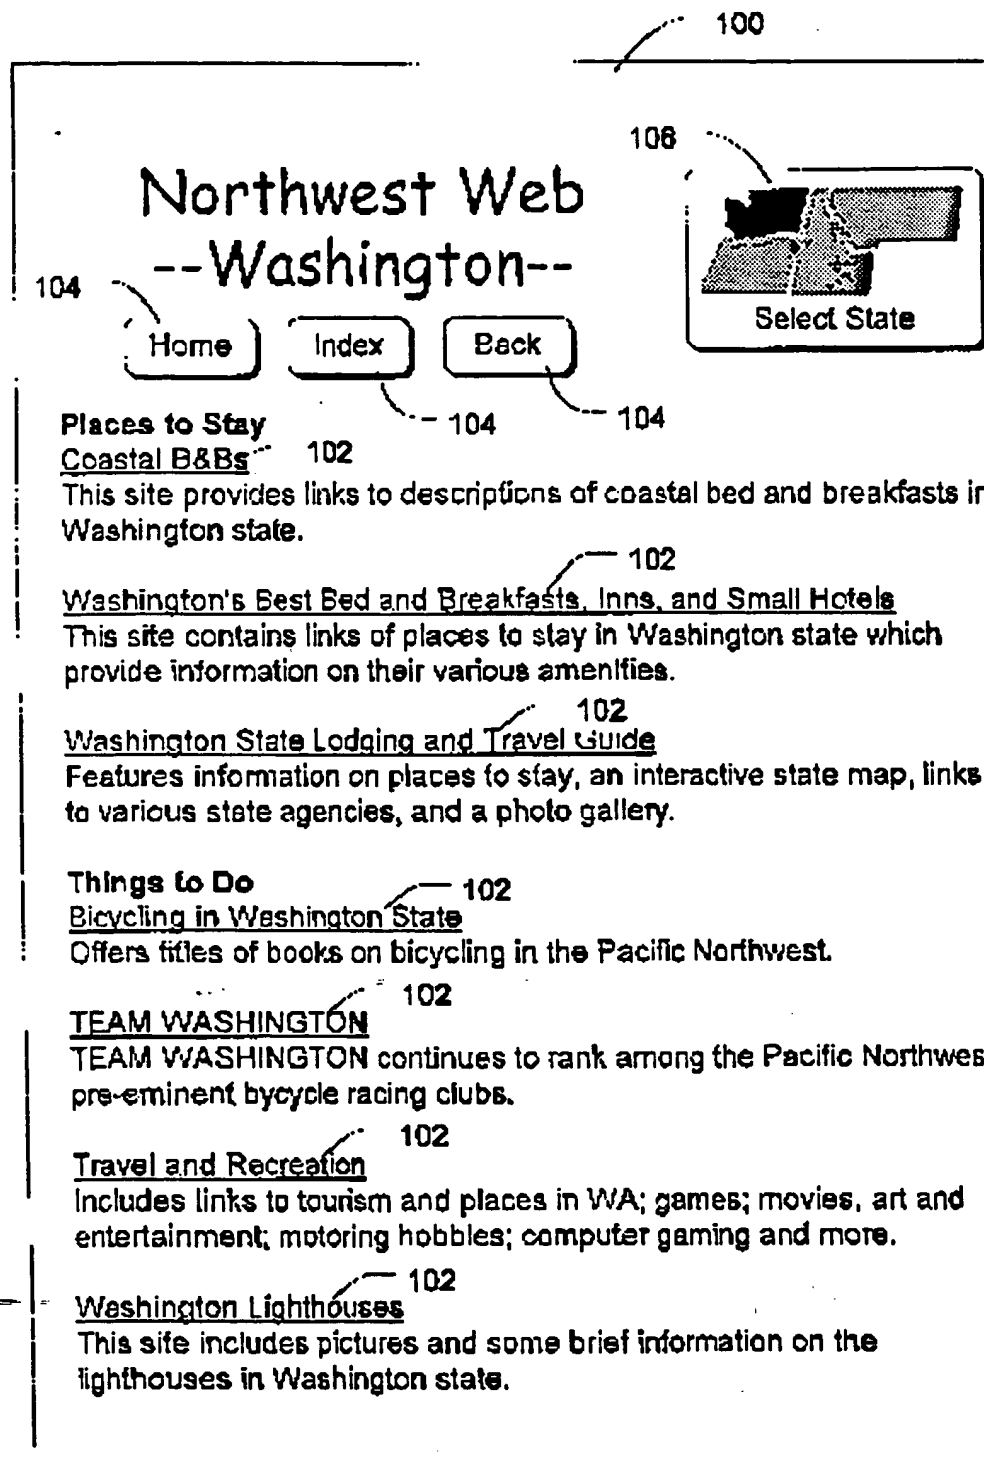 100
106
Northwest Web
--Washington--
104
Select State
Home Index Back
104 104
Places to Stay
Coastal B&Bs 102
This site provides links to descriptions of coastal bed and breakfasts in
Washington state.
102
Washington's Best Bed and Breakfasts, Inns, and Small Hotels
This site contains links of places to stay in Washington state which
provide information on their various amenities.
102
Washington State Lodging and Travel Guide
Features information on places to stay, an interactive state map, links
to various state agencies, and a photo gallery.
Things to Do
102
Bicycling in Washington State
Offers titles of books on bicycling in the Pacific Northwest.
102
TEAM WASHINGTON
TEAM WASHINGTON continues to rank among the Pacific Northwes
pre-eminent bycycle racing clubs.
102
Travel and Recreation
Includes links to tourism and places in WA; games; movies, art and
entertainment; motoring hobbies; computer gaming and more.
102
Washington Lighthouses
This site includes pictures and some brief information on the
lighthouses in Washington state.